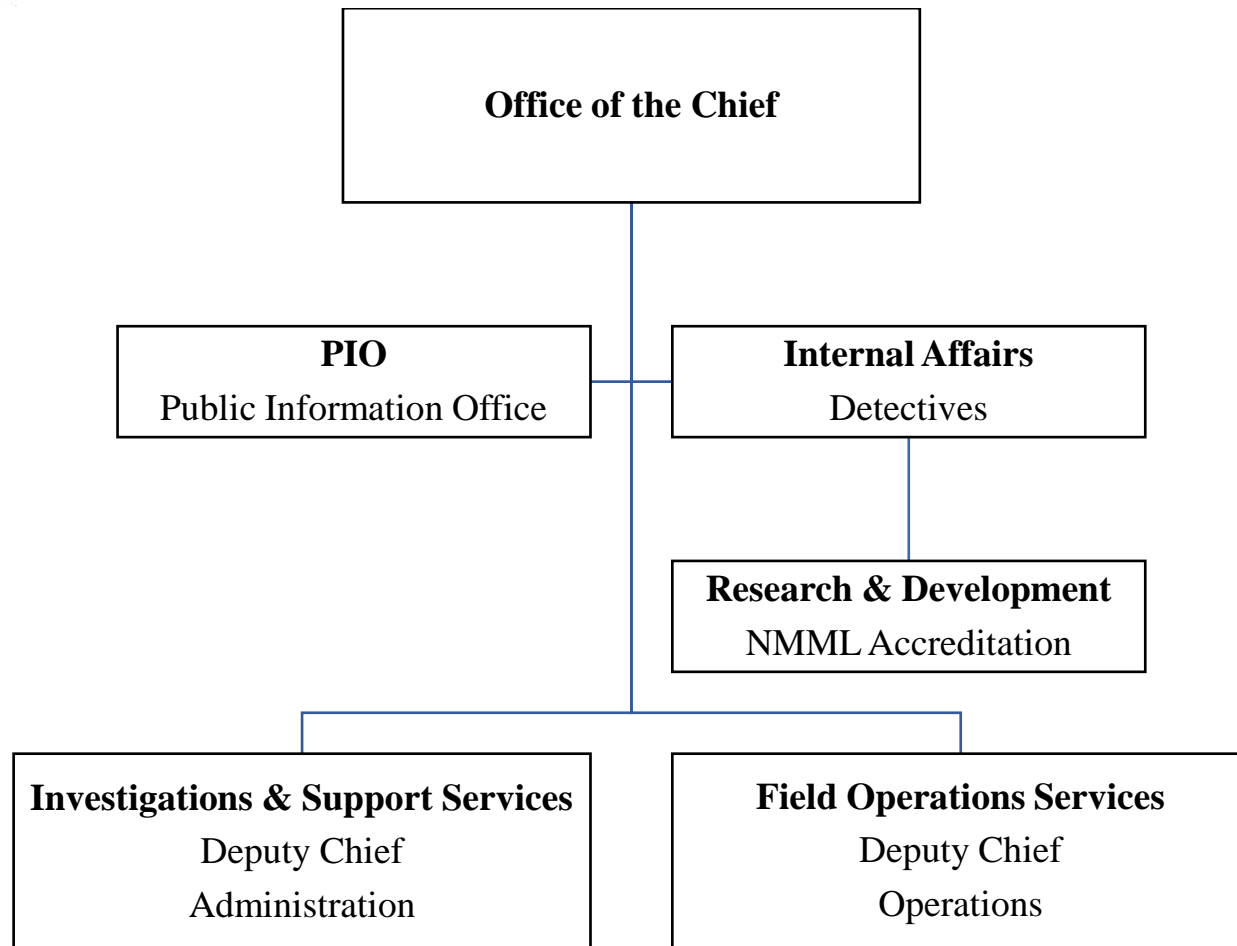 Office of the Chief
PIO
Public Information Office
Internal Affairs
Detectives
Research & Development
NMML Accreditation
Investigations & Support Services
Deputy Chief
Administration
Field Operations Services
Deputy Chief
Operations